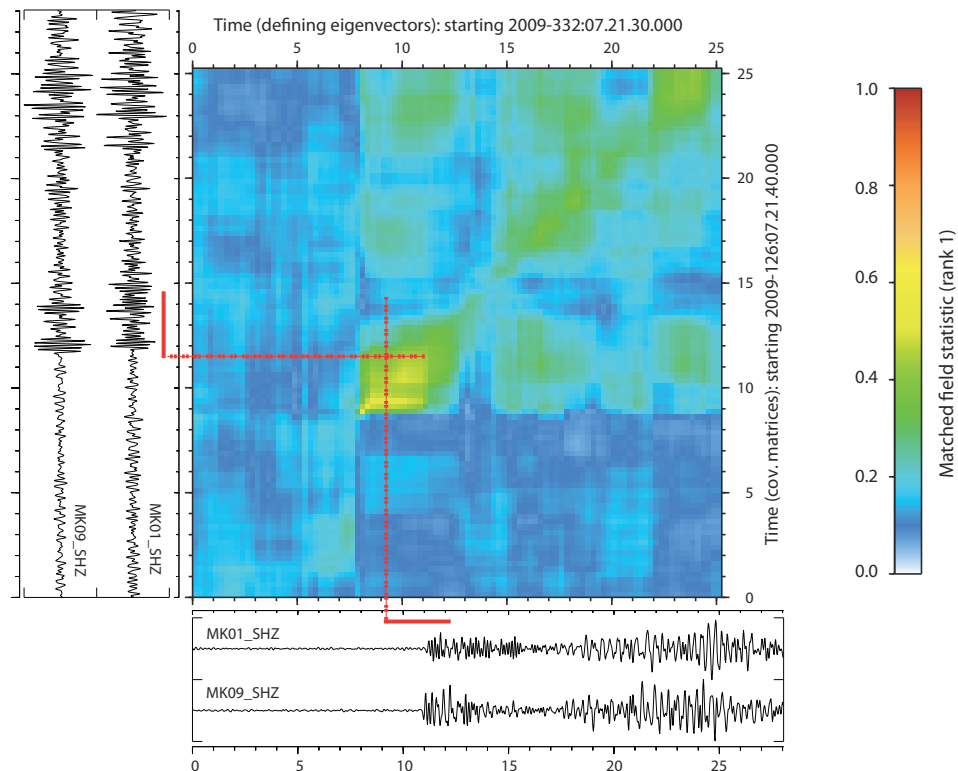 Time (defining eigenvectors): starting 2009-332:07.21.30.000
0 5 10 15 20 25
25
20
15
10
5
0
Time (cov. matrices): starting 2009-126:07.21.40.000
1.0
0.8
0.6
0.4
0.2
0.0
Matched field statistic (rank 1)
MK09_SHZ
MK01_SHZ
MK01_SHZ
MK09_SHZ
0 5 10 15 20 25